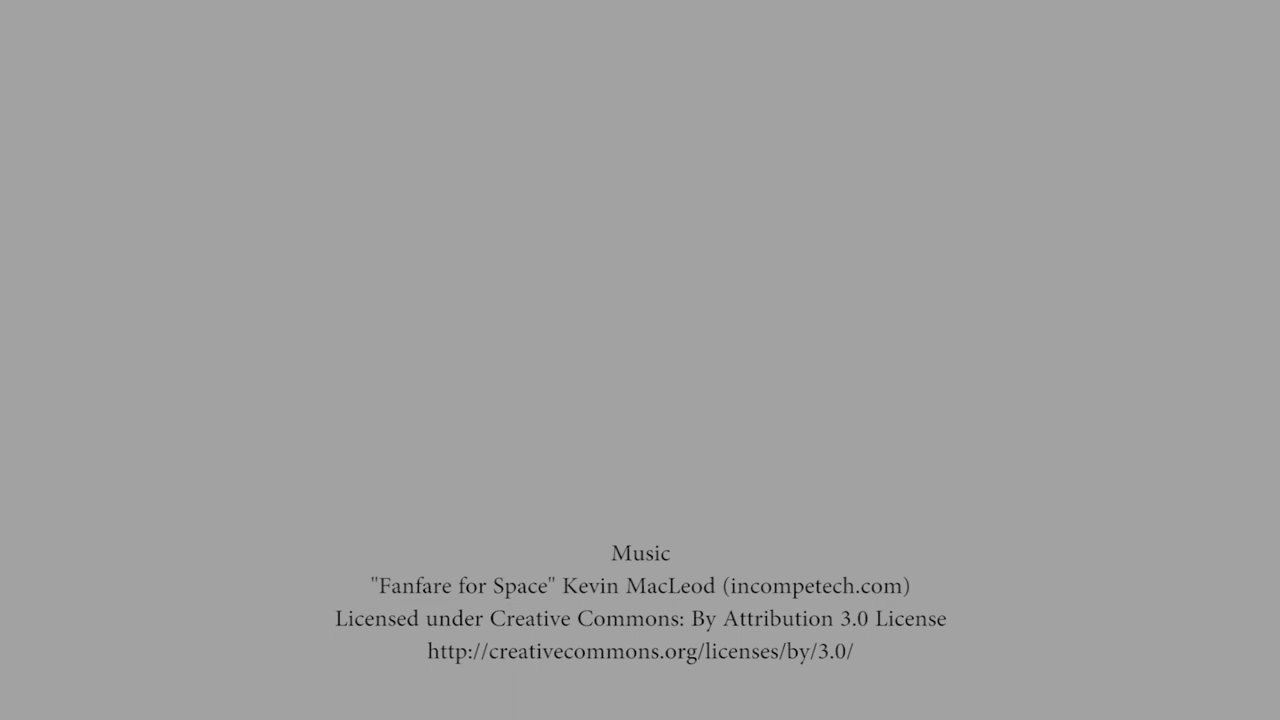 Music
"Fanfare for Space" Kevin MacLeod (incompetech.com)
Licensed under Creative Commons: By Attribution 3.0 License
http://creativecommons.org/licenses/by/3.0/